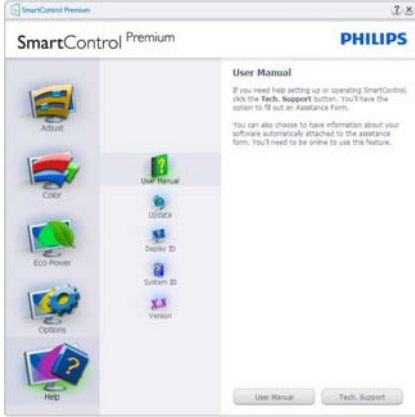 SmartControl Premium
SmartControl Premium
PHILIPS
Adjust
Color
Eco Power
Options
Help
User Manual
Update
Display ID
System ID
Version
User Manual
If you need help setting up or operating SmartControl,
click the Tech. Support button. You'll have the
option to fill out an Assistance Form.
You can also choose to have information about your
software automatically attached to the assistance
form. You'll need to be online to use this feature.
User Manual
Tech. Support